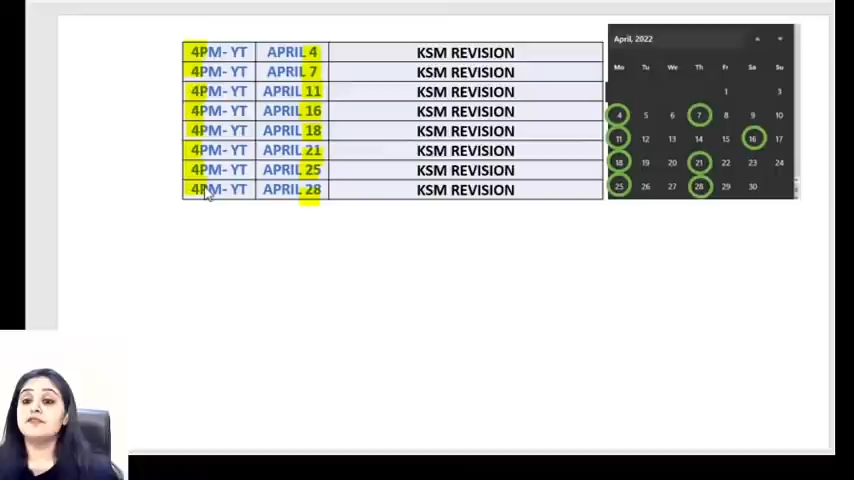 4PM- YT APRIL 4 KSM REVISION
4PM- YT APRIL 7 KSM REVISION
4PM- YT APRIL 11 KSM REVISION
4PM- YT APRIL 16 KSM REVISION
4PM- YT APRIL 18 KSM REVISION
4PM- YT APRIL 21 KSM REVISION
4PM- YT APRIL 25 KSM REVISION
4PM- YT APRIL 28 KSM REVISION
April, 2022
Mo Tu We Th Fr Sa Su
1 3
4 5 6 7 8 9 10
11 12 13 14 15 16 17
18 19 20 21 22 23 24
25 26 27 28 29 30